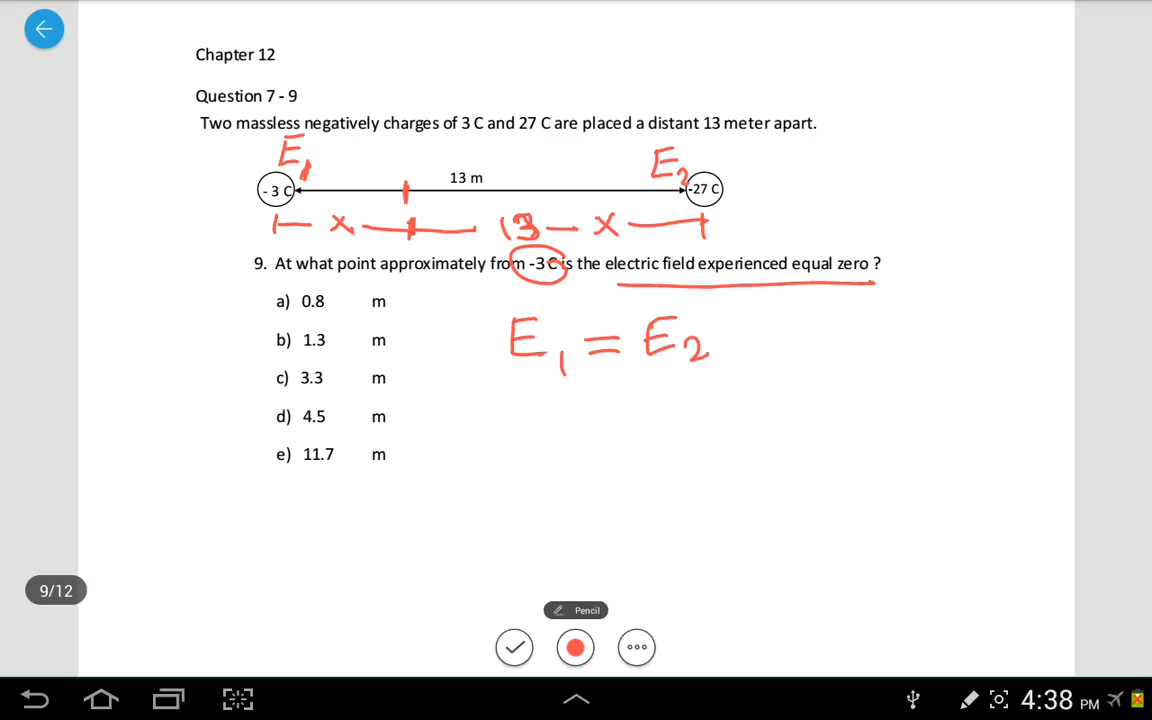 Chapter 12
Question 7 - 9
Two massless negatively charges of 3 C and 27 C are placed a distant 13 meter apart.
E1 E2
- 3 C 13 m -27 C
x 13 - x
9. At what point approximately from -3 C is the electric field experienced equal zero ?
a) 0.8 m
E1 = E2
b) 1.3 m
c) 3.3 m
d) 4.5 m
e) 11.7 m
9/12
Pencil
4:38 PM